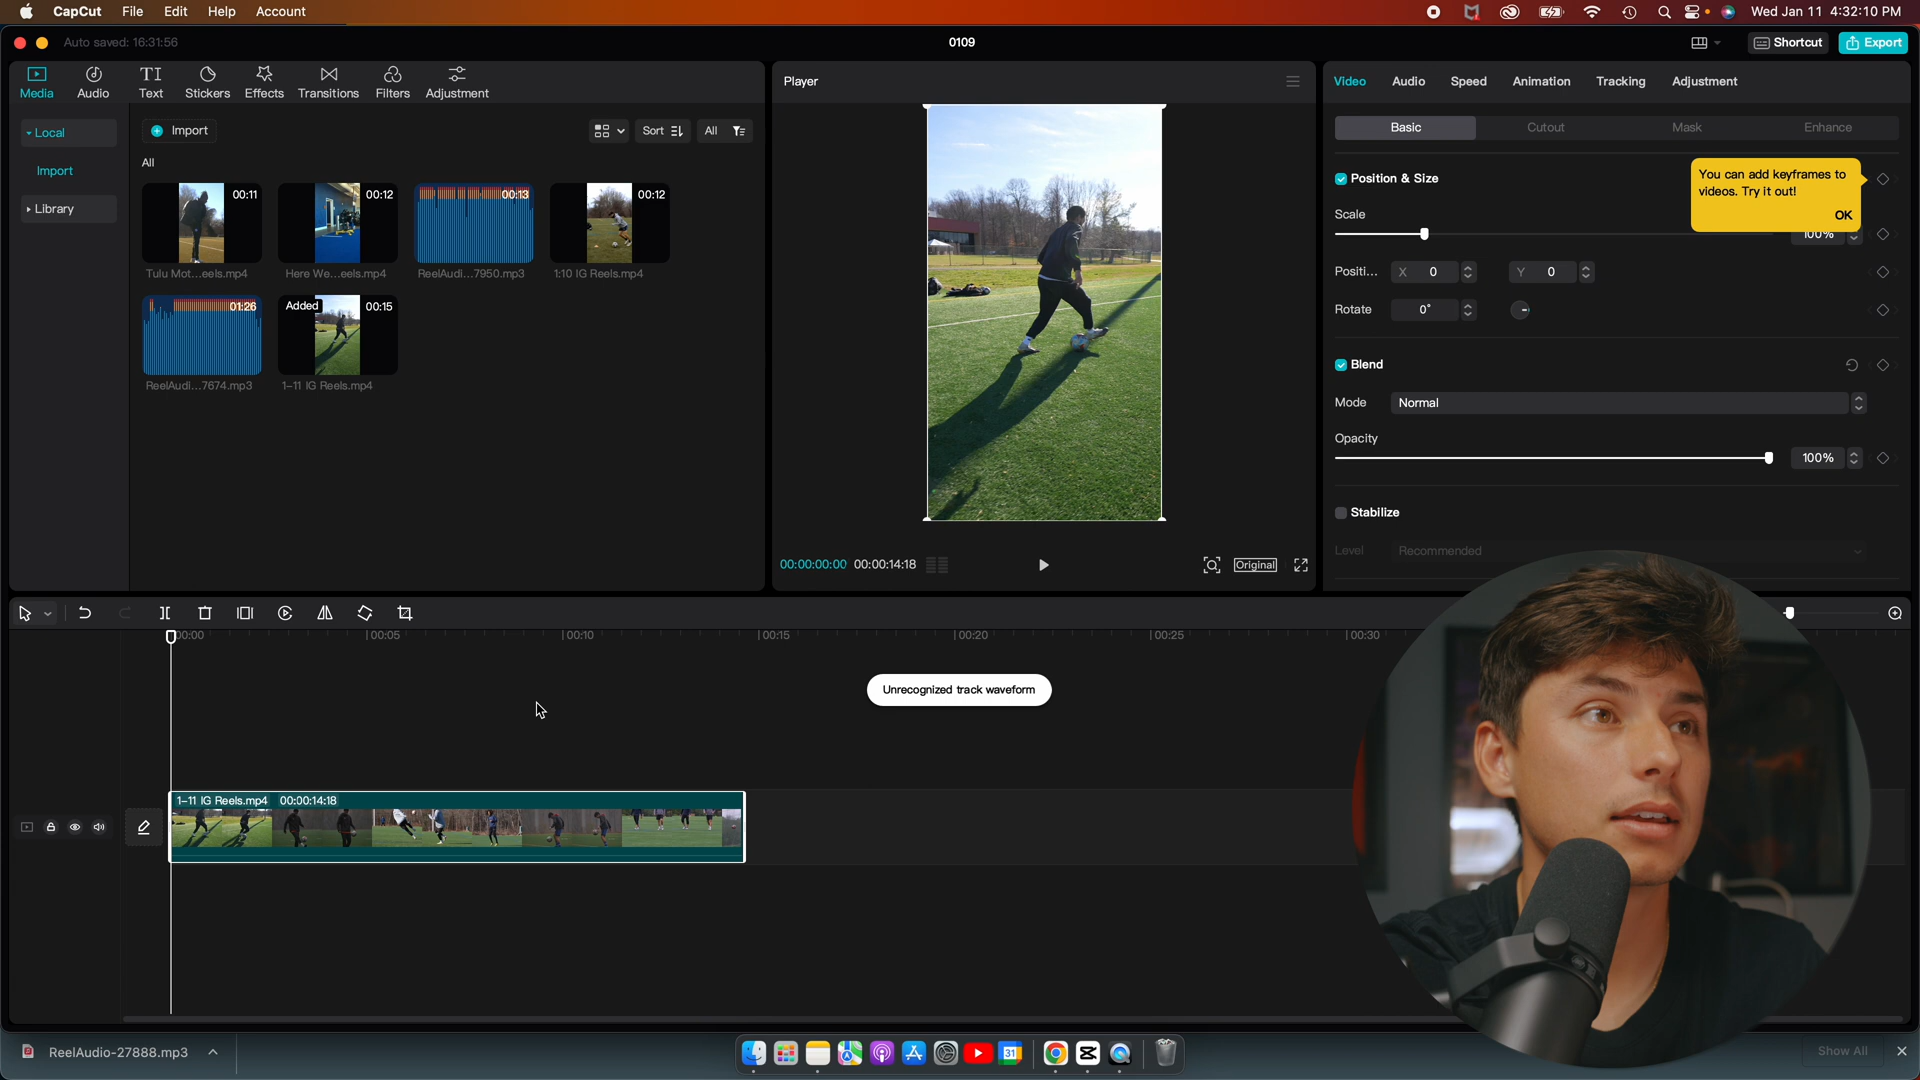 CapCut File Edit Help Account
Wed Jan 11 4:32:10 PM
Auto saved: 16:31:56
0109
Shortcut
Export
Media
Audio
Text
Stickers
Effects
Transitions
Filters
Adjustment
Local
Import
Library
Import
Sort
All
All
00:11
Tulu Mot...eels.mp4
00:12
Here We...eels.mp4
00:13
ReelAudi...7950.mp3
00:12
1:10 IG Reels.mp4
01:26
ReelAudi...7674.mp3
Added
00:15
1-11 IG Reels.mp4
Player
00:00:00:00 00:00:14:18
Original
Video
Audio
Speed
Animation
Tracking
Adjustment
Basic
Cutout
Mask
Enhance
Position & Size
You can add keyframes to
videos. Try it out!
OK
Scale
100%
Positi...
X 0
Y 0
Rotate
0°
Blend
Mode
Normal
Opacity
100%
Stabilize
Level
Recommended
00:00
00:05
00:10
00:15
00:20
00:25
00:30
Unrecognized track waveform
1-11 IG Reels.mp4 00:00:14:18
ReelAudio-27888.mp3
31
Show All